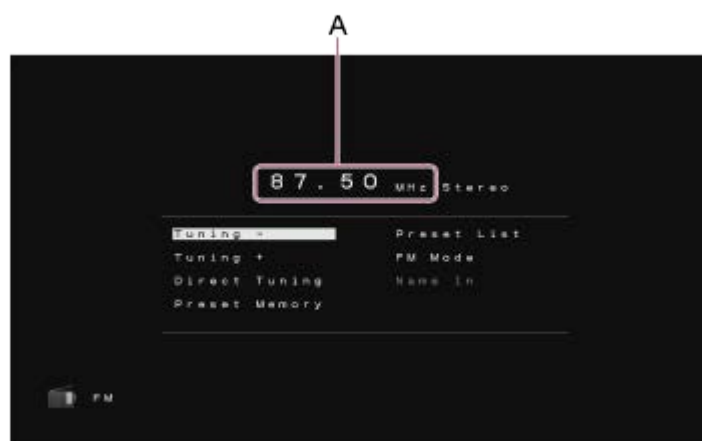 A
87.50 MHz Stereo
Tuning -
Tuning +
Direct Tuning
Preset Memory
Preset List
FM Mode
Name In
FM